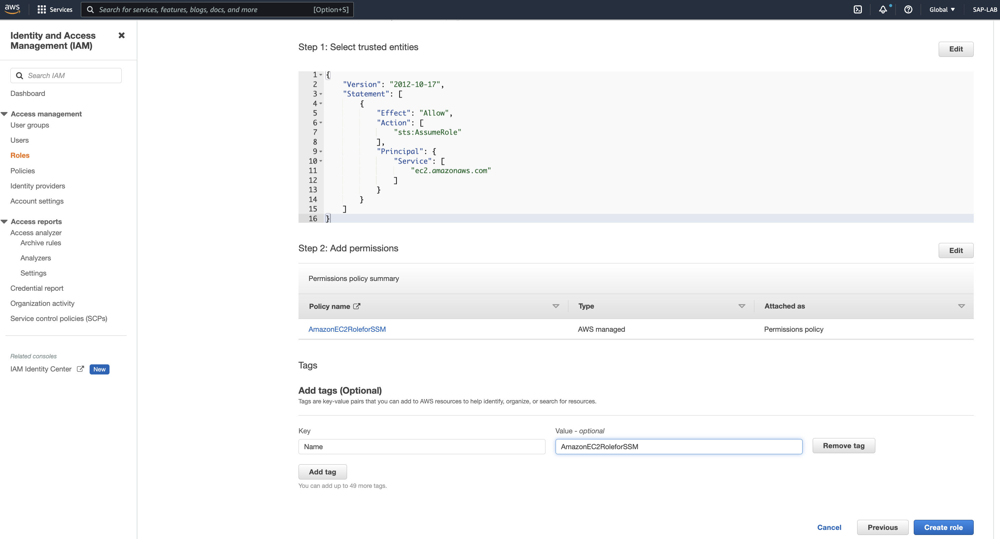 aws
Services
Search for services, features, blogs, docs, and more
[Option+S]
Global
SAP-LAB
Identity and Access
Management (IAM)
Search IAM
Dashboard
Access management
User groups
Users
Roles
Policies
Identity providers
Account settings
Access reports
Access analyzer
Archive rules
Analyzers
Settings
Credential report
Organization activity
Service control policies (SCPs)
Related consoles
IAM Identity Center New
Step 1: Select trusted entities
Edit
1 {
2 "Version": "2012-10-17",
3 "Statement": [
4 {
5 "Effect": "Allow",
6 "Action": [
7 "sts:AssumeRole"
8 ],
9 "Principal": {
10 "Service": [
11 "ec2.amazonaws.com"
12 ]
13 }
14 }
15 ]
16 }
Step 2: Add permissions
Edit
Permissions policy summary
Policy name Type Attached as
AmazonEC2RoleforSSM AWS managed Permissions policy
Tags
Add tags (Optional)
Tags are key-value pairs that you can add to AWS resources to help identify, organize, or search for resources.
Key Value - optional
Name AmazonEC2RoleforSSM Remove tag
Add tag
You can add up to 49 more tags.
Cancel Previous Create role